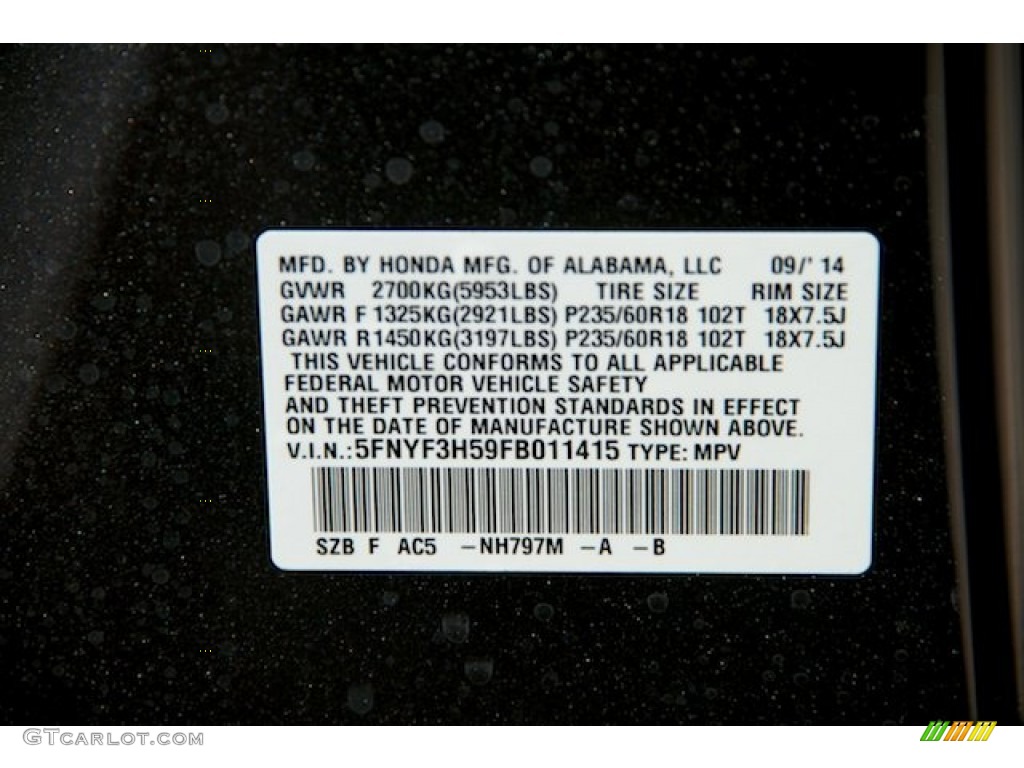 MFD. BY HONDA MFG. OF ALABAMA, LLC 09/' 14
GVWR 2700KG(5953LBS) TIRE SIZE RIM SIZE
GAWR F 1325KG(2921LBS) P235/60R18 102T 18X7.5J
GAWR R1450KG(3197LBS) P235/60R18 102T 18X7.5J
THIS VEHICLE CONFORMS TO ALL APPLICABLE
FEDERAL MOTOR VEHICLE SAFETY
AND THEFT PREVENTION STANDARDS IN EFFECT
ON THE DATE OF MANUFACTURE SHOWN ABOVE.
V.I.N.: 5FNYF3H59FB011415 TYPE: MPV
SZB F AC5 –NH797M –A –B
GTCARLOT.COM